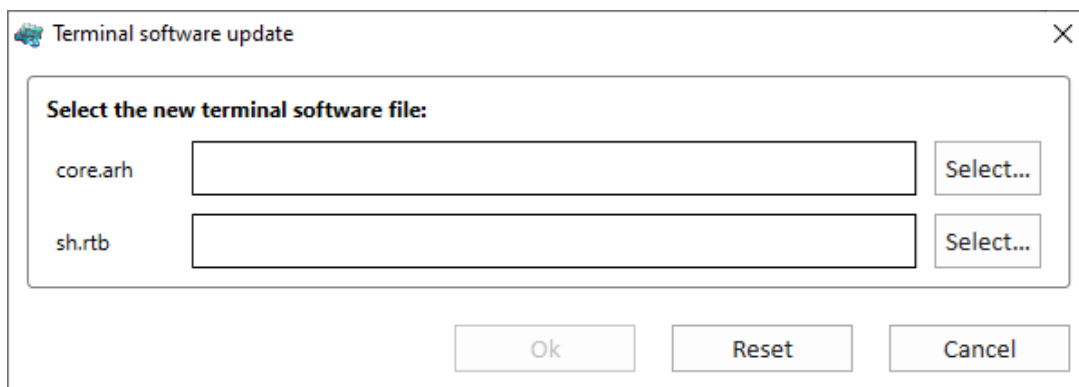 Terminal software update
Select the new terminal software file:
core.arh Select...
sh.rtb Select...
Ok Reset Cancel